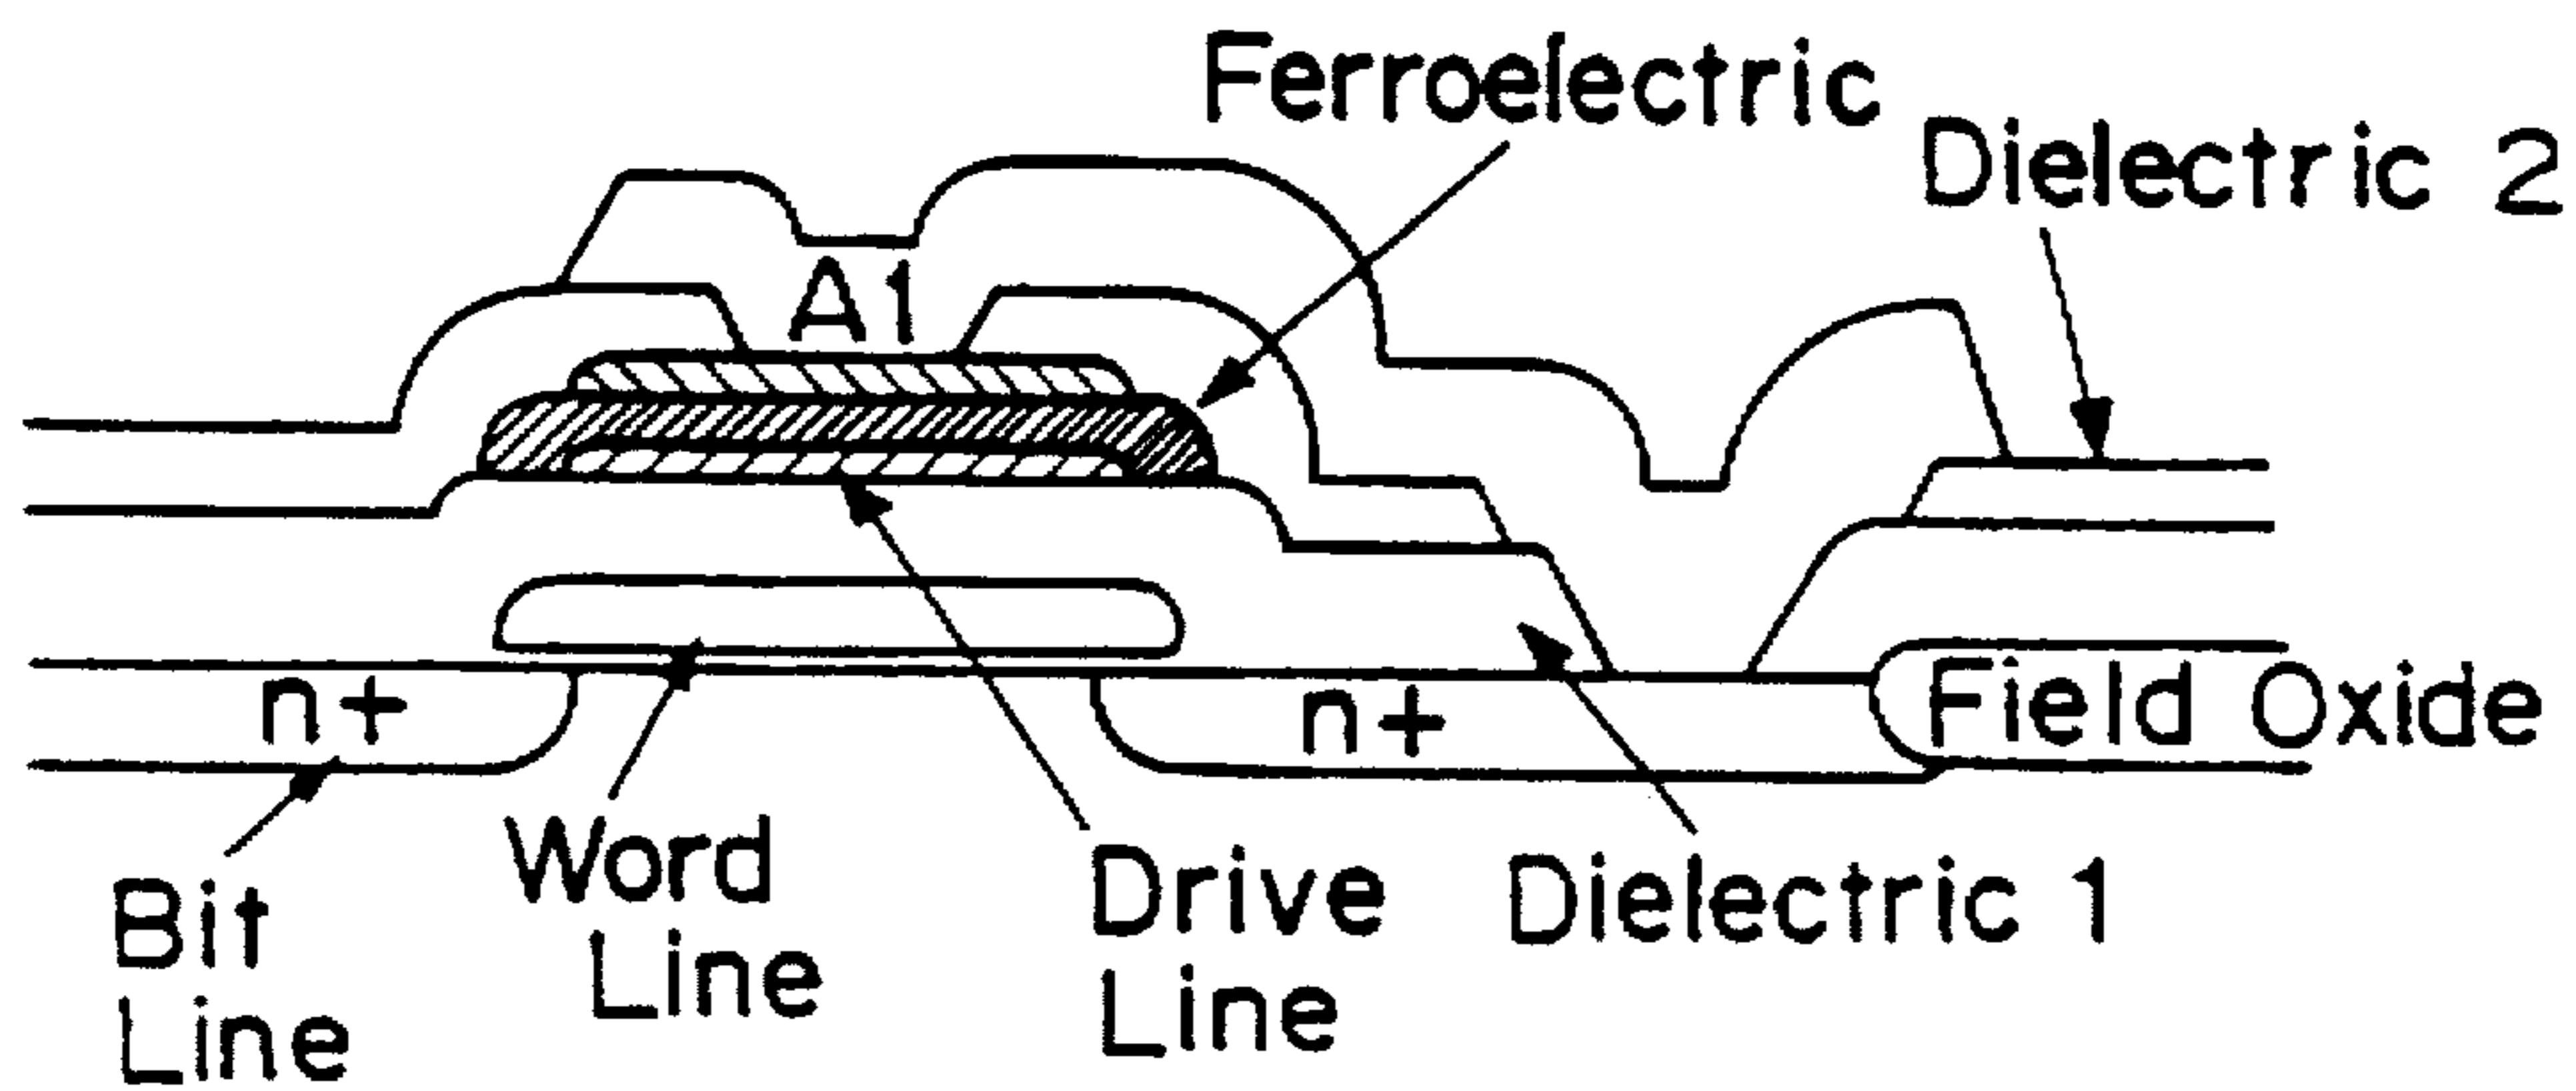 Ferroelectric
Dielectric 2
A1
n+
n+
Field Oxide
Bit
Line
Word
Line
Drive
Line
Dielectric 1